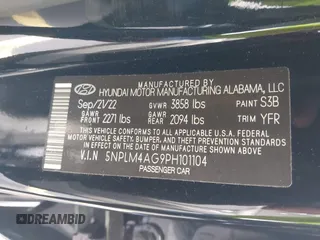 MANUFACTURED BY
HYUNDAI MOTOR MANUFACTURING ALABAMA, LLC
Sep/21/22 GVWR 3858 lbs PAINT S3B
GAWR FRONT 2271 lbs GAWR REAR 2094 lbs TRIM YFR
THIS VEHICLE CONFORMS TO ALL APPLICABLE FEDERAL MOTOR
VEHICLE SAFETY, BUMPER, AND THEFT PREVENTION STANDARDS
IN EFFECT ON THE DATE OF MANUFACTURE SHOWN ABOVE.
V.I.N 5NPLM4AG9PH101104
PASSENGER CAR